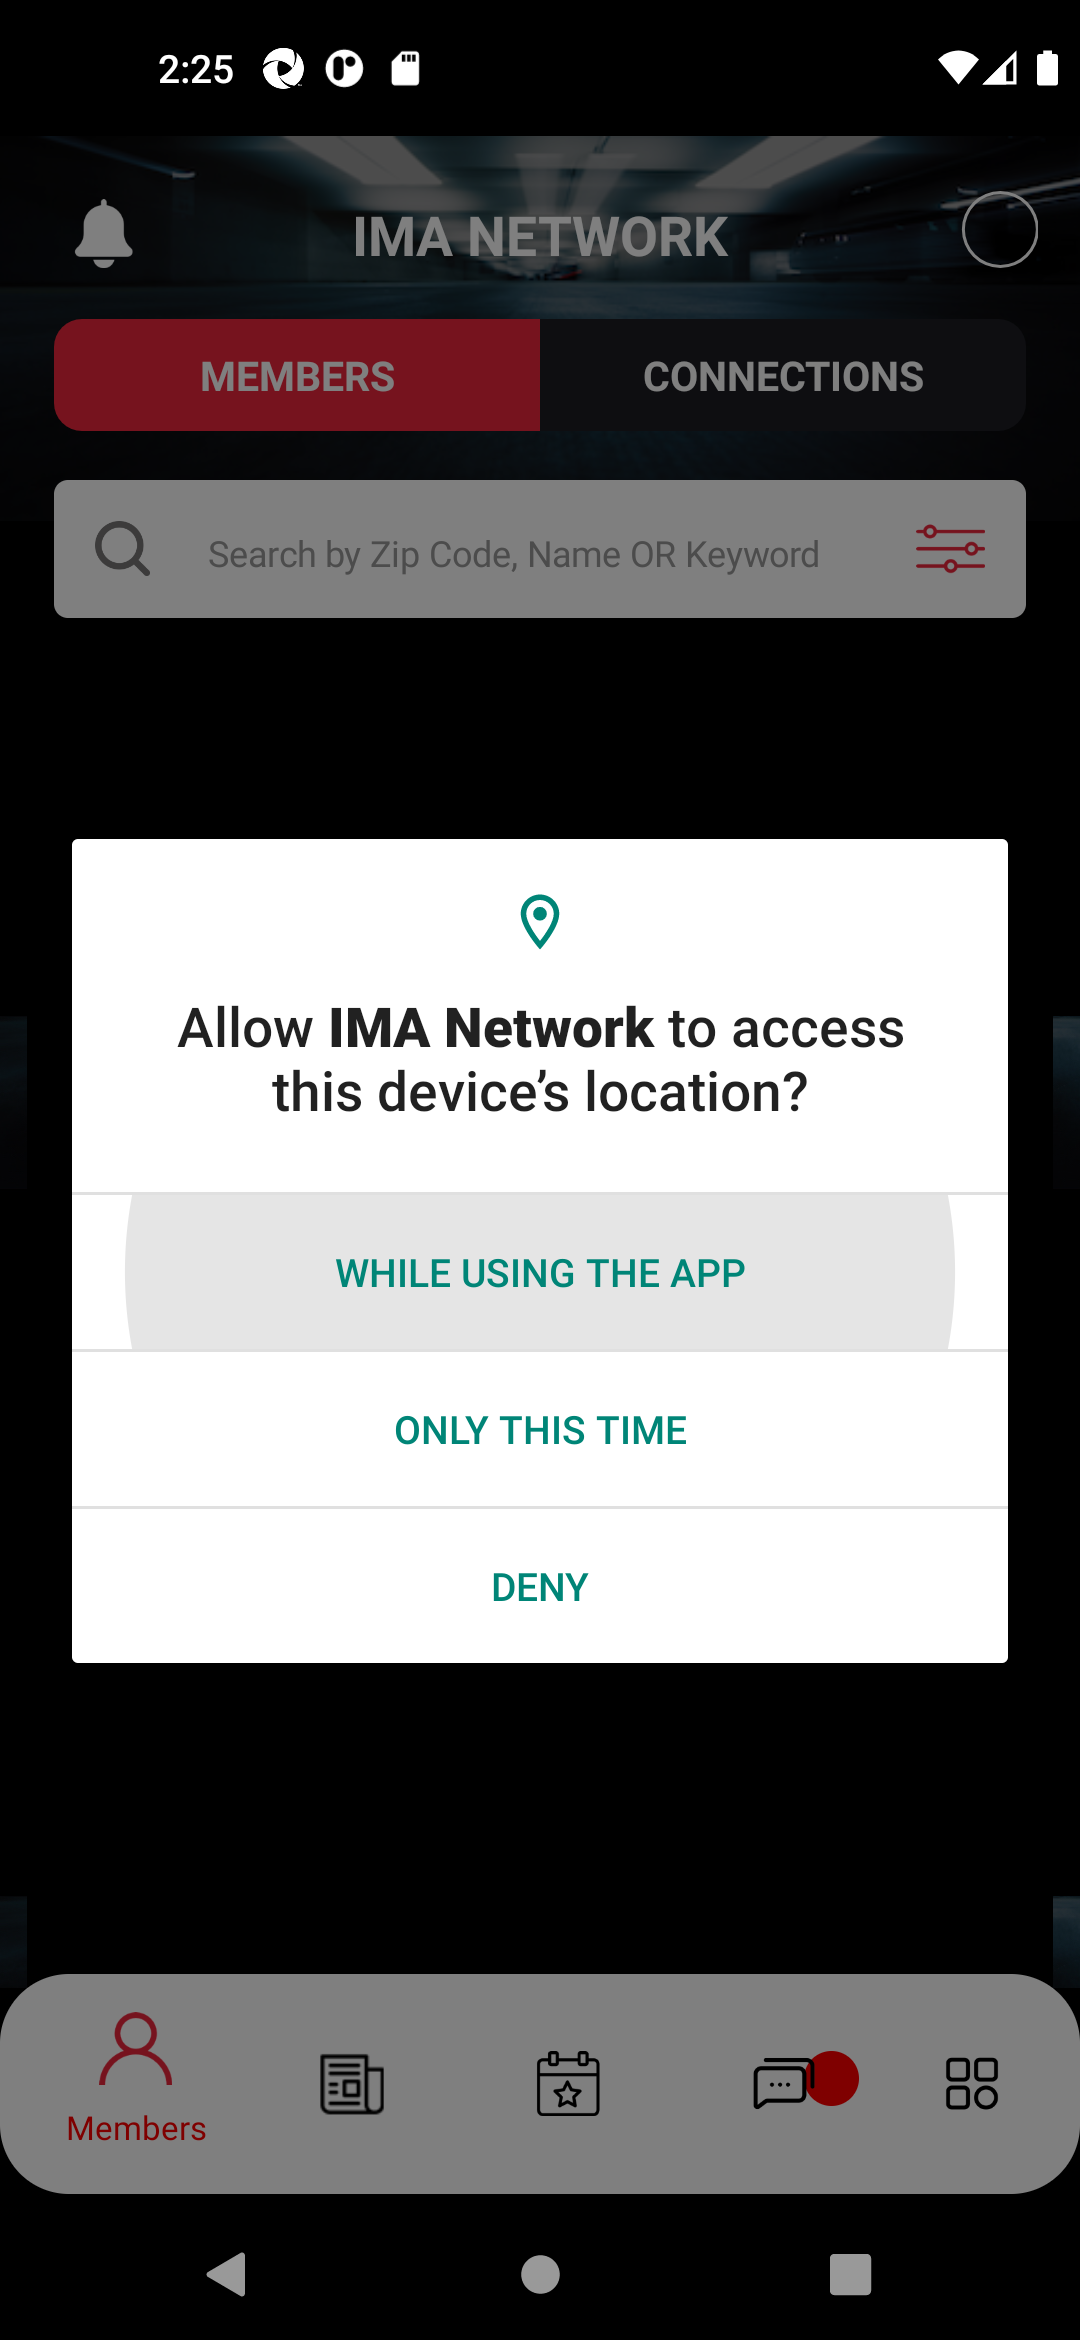 2:25
IMA NETWORK
MEMBERS
CONNECTIONS
Search by Zip Code, Name OR Keyword
Allow IMA Network to access
this device’s location?
WHILE USING THE APP
ONLY THIS TIME
DENY
Members